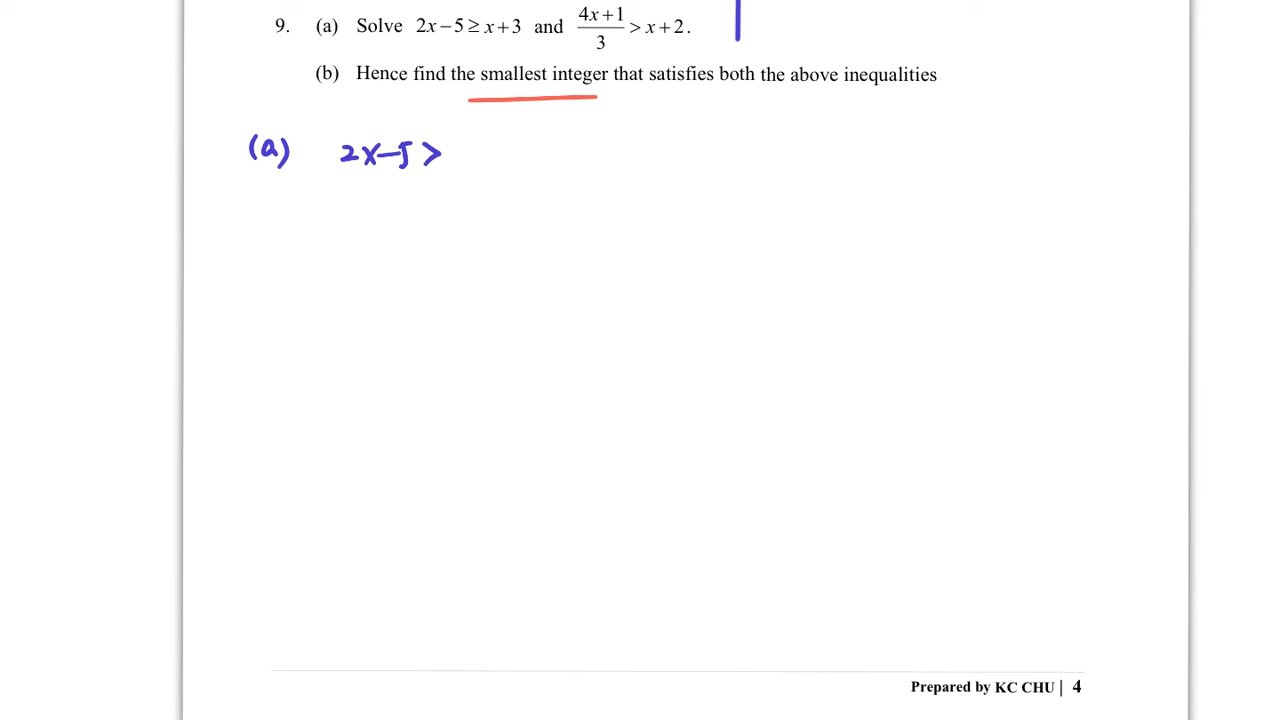 9. (a) Solve 2x−5 ≥ x+3 and (4x+1)/3 > x+2.
(b) Hence find the smallest integer that satisfies both the above inequalities
(a) 2x−5 >
Prepared by KC CHU | 4